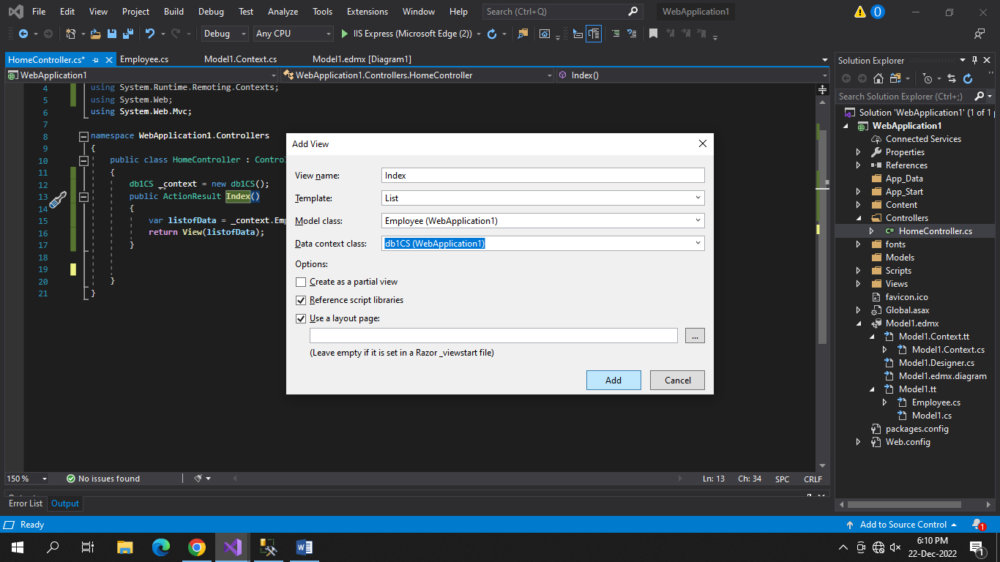 File Edit View Project Build Debug Test Analyze Tools Extensions Window Help Search (Ctrl+Q) WebApplication1 0
Debug Any CPU IIS Express (Microsoft Edge (2))
HomeController.cs* Employee.cs Model1.Context.cs Model1.edmx [Diagram1]
WebApplication1 WebApplication1.Controllers.HomeController Index()
4 using System.Runtime.Remoting.Contexts;
5 using System.Web;
6 using System.Web.Mvc;
7
8 namespace WebApplication1.Controllers
9 {
10 public class HomeController : Contro
11 {
12 db1CS _context = new db1CS();
13 public ActionResult Index()
14 {
15 var listofData = _context.Emp
16 return View(listofData);
17 }
18
19
20 }
21 }
Add View
View name: Index
Template: List
Model class: Employee (WebApplication1)
Data context class: db1CS (WebApplication1)
Options:
Create as a partial view
Reference script libraries
Use a layout page:
...
(Leave empty if it is set in a Razor _viewstart file)
Add Cancel
Solution Explorer
Search Solution Explorer (Ctrl+;)
Solution 'WebApplication1' (1 of 1 p
WebApplication1
Connected Services
Properties
References
App_Data
App_Start
Content
Controllers
C# HomeController.cs
fonts
Models
Scripts
Views
favicon.ico
Global.asax
Model1.edmx
Model1.Context.tt
Model1.Context.cs
Model1.Designer.cs
Model1.edmx.diagram
Model1.tt
Employee.cs
Model1.cs
packages.config
Web.config
150 % No issues found Ln: 13 Ch: 34 SPC CRLF
Error List Output
Ready Add to Source Control 1
6:10 PM
22-Dec-2022
1